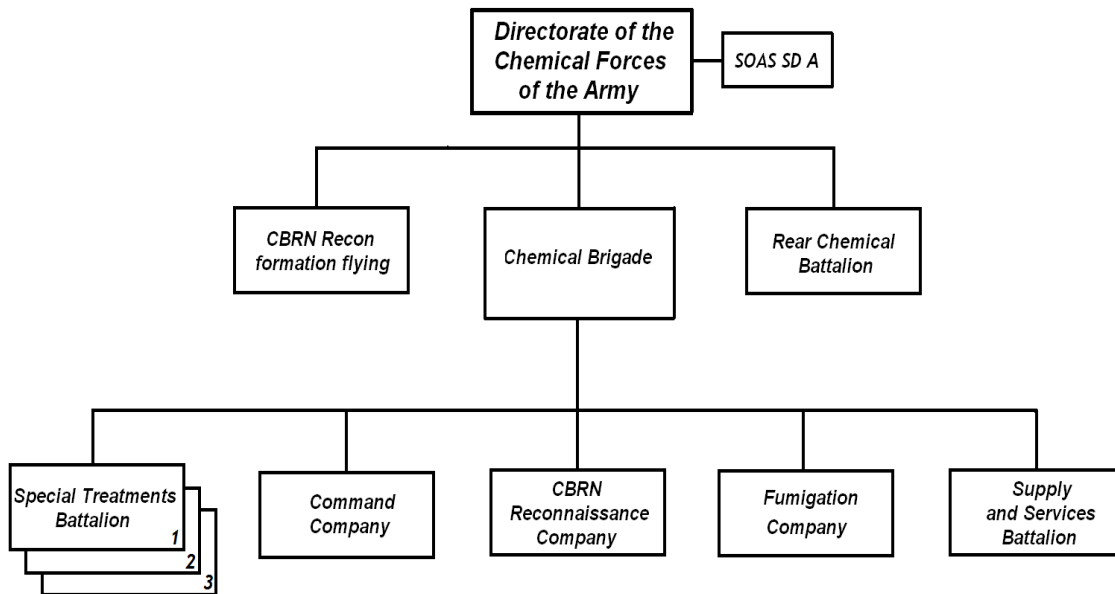 Directorate of the
Chemical Forces
of the Army
SOAS SD A
CBRN Recon
formation flying
Chemical Brigade
Rear Chemical
Battalion
Special Treatments
Battalion
1
2
3
Command
Company
CBRN
Reconnaissance
Company
Fumigation
Company
Supply
and Services
Battalion